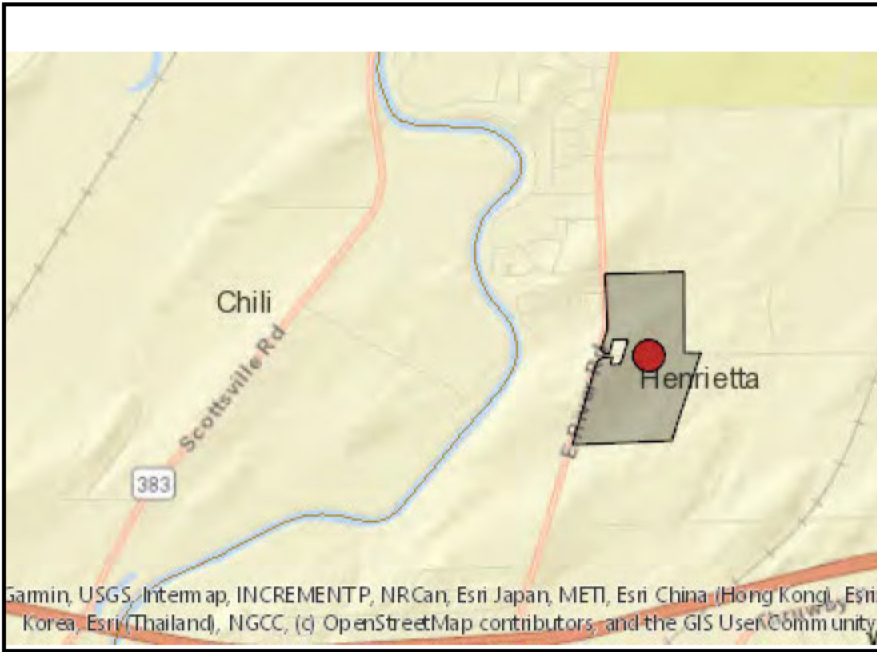 Chili
Henrietta
Scottsville Rd
E River Rd
383
Garmin, USGS, Intermap, INCREMENT P, NRCan, Esri Japan, METI, Esri China (Hong Kong), Esri
Korea, Esri (Thailand), NGCC, (c) OpenStreetMap contributors, and the GIS User Community